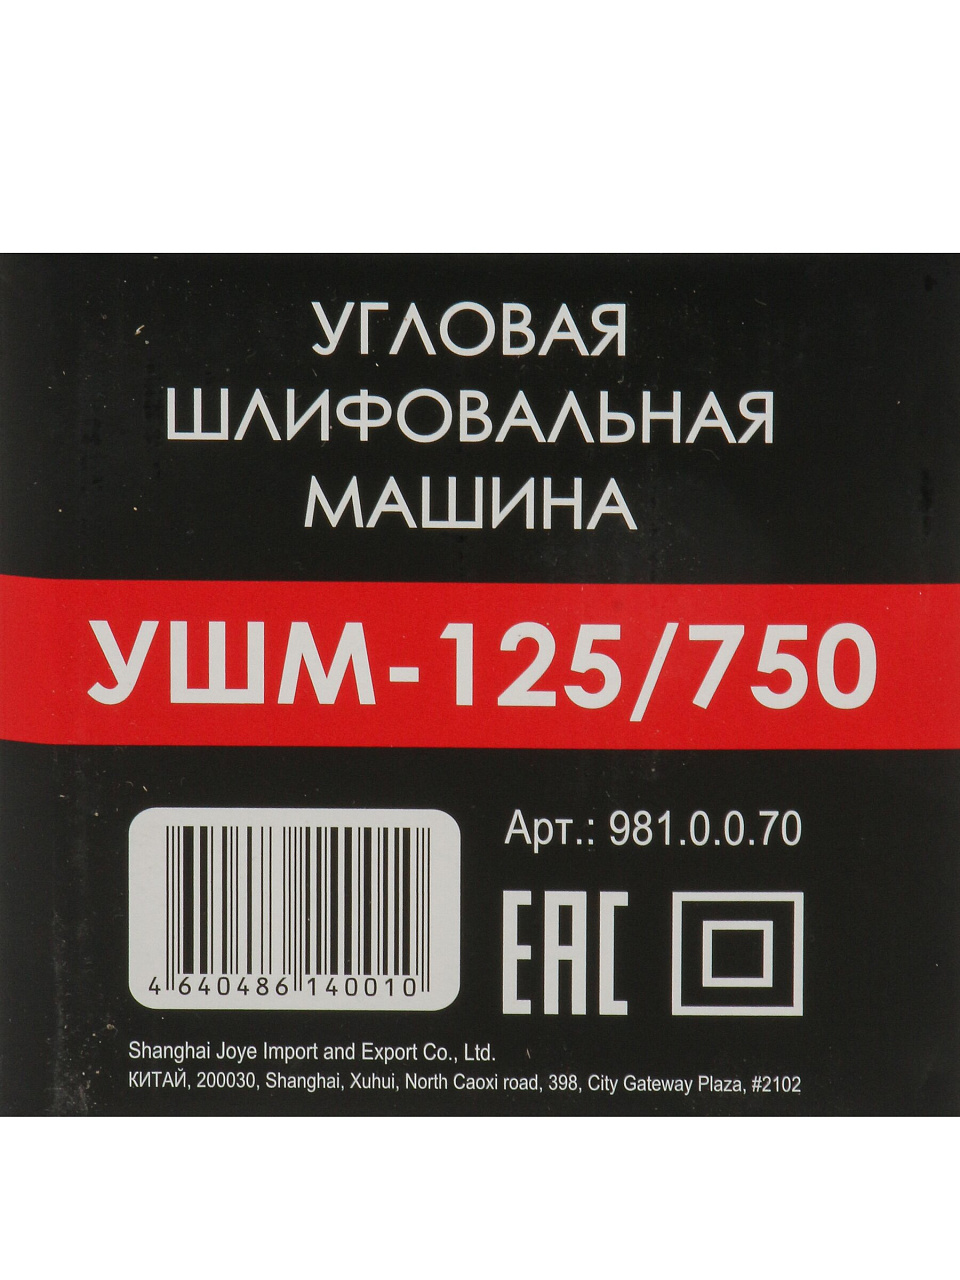 УГЛОВАЯ
ШЛИФОВАЛЬНАЯ
МАШИНА
УШМ-125/750
Арт.: 981.0.0.70
EAC
4 640486 140010
Shanghai Joye Import and Export Co., Ltd.
КИТАЙ, 200030, Shanghai, Xuhui, North Caoxi road, 398, City Gateway Plaza, #2102